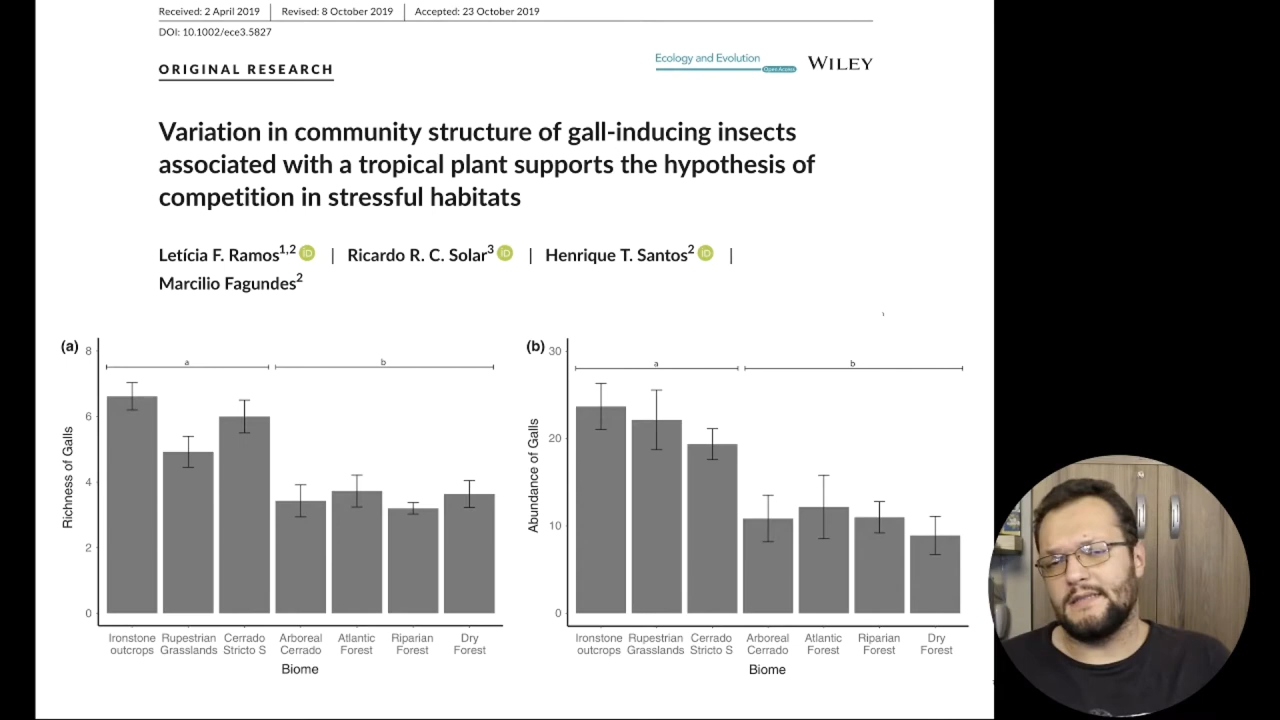 Received: 2 April 2019 | Revised: 8 October 2019 | Accepted: 23 October 2019
DOI: 10.1002/ece3.5827
ORIGINAL RESEARCH
Ecology and Evolution
Open Access
WILEY
Variation in community structure of gall-inducing insects
associated with a tropical plant supports the hypothesis of
competition in stressful habitats
Letícia F. Ramos1,2 iD | Ricardo R. C. Solar3 iD | Henrique T. Santos2 iD |
Marcilio Fagundes2
(a)
8
6
4
2
0
a
b
Richness of Galls
Ironstone outcrops
Rupestrian Grasslands
Cerrado Stricto S
Arboreal Cerrado
Atlantic Forest
Riparian Forest
Dry Forest
Biome
(b)
30
20
10
0
a
b
Abundance of Galls
Ironstone outcrops
Rupestrian Grasslands
Cerrado Stricto S
Arboreal Cerrado
Atlantic Forest
Riparian Forest
Dry Forest
Biome